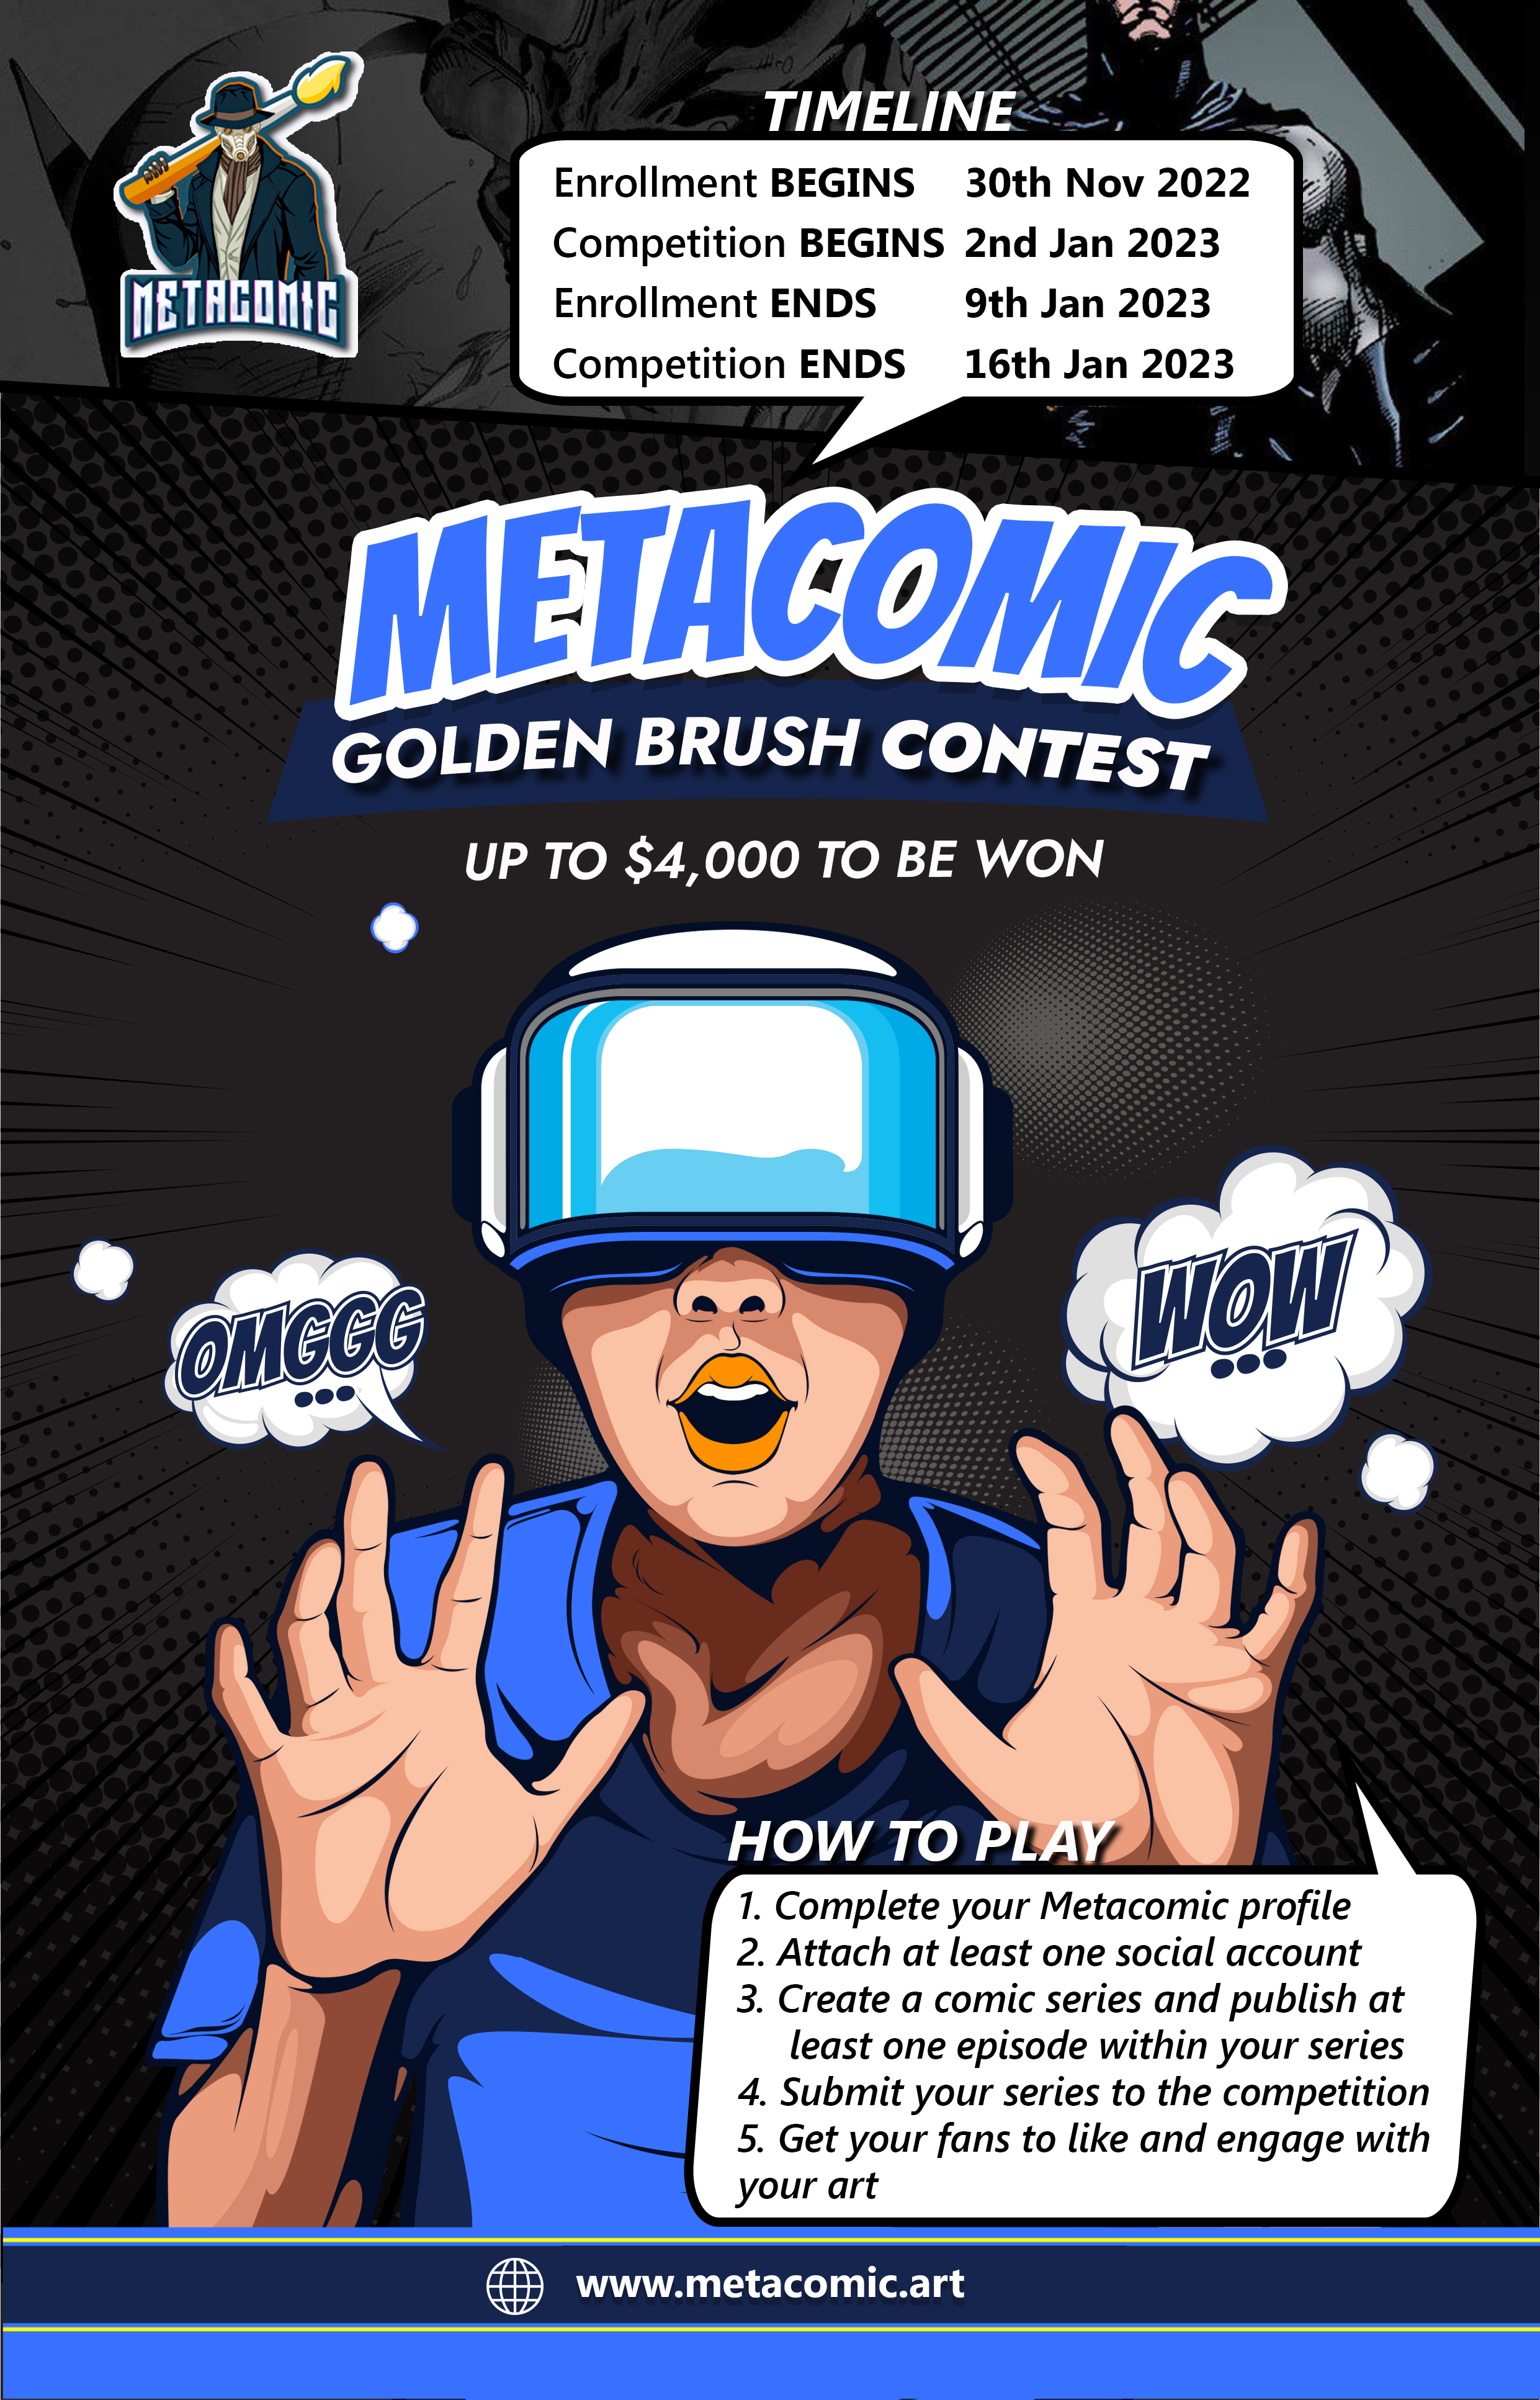 METACOMIC
TIMELINE
Enrollment BEGINS 30th Nov 2022
Competition BEGINS 2nd Jan 2023
Enrollment ENDS 9th Jan 2023
Competition ENDS 16th Jan 2023
METACOMIC
GOLDEN BRUSH CONTEST
UP TO $4,000 TO BE WON
OMGGG
...
WOW
...
HOW TO PLAY
1. Complete your Metacomic profile
2. Attach at least one social account
3. Create a comic series and publish at
least one episode within your series
4. Submit your series to the competition
5. Get your fans to like and engage with
your art
www.metacomic.art